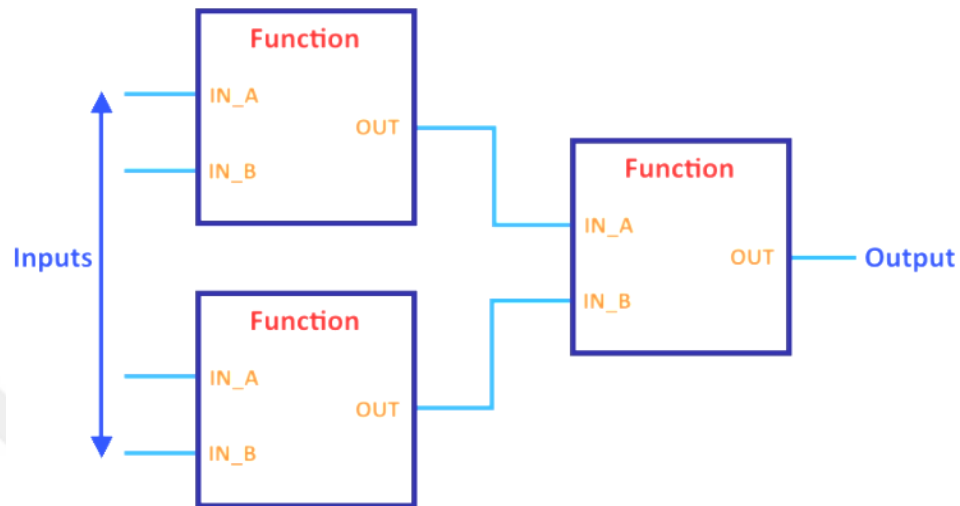 Function
IN_A
OUT
IN_B
Function
IN_A
OUT
IN_B
Inputs
Function
IN_A
OUT
IN_B
Output